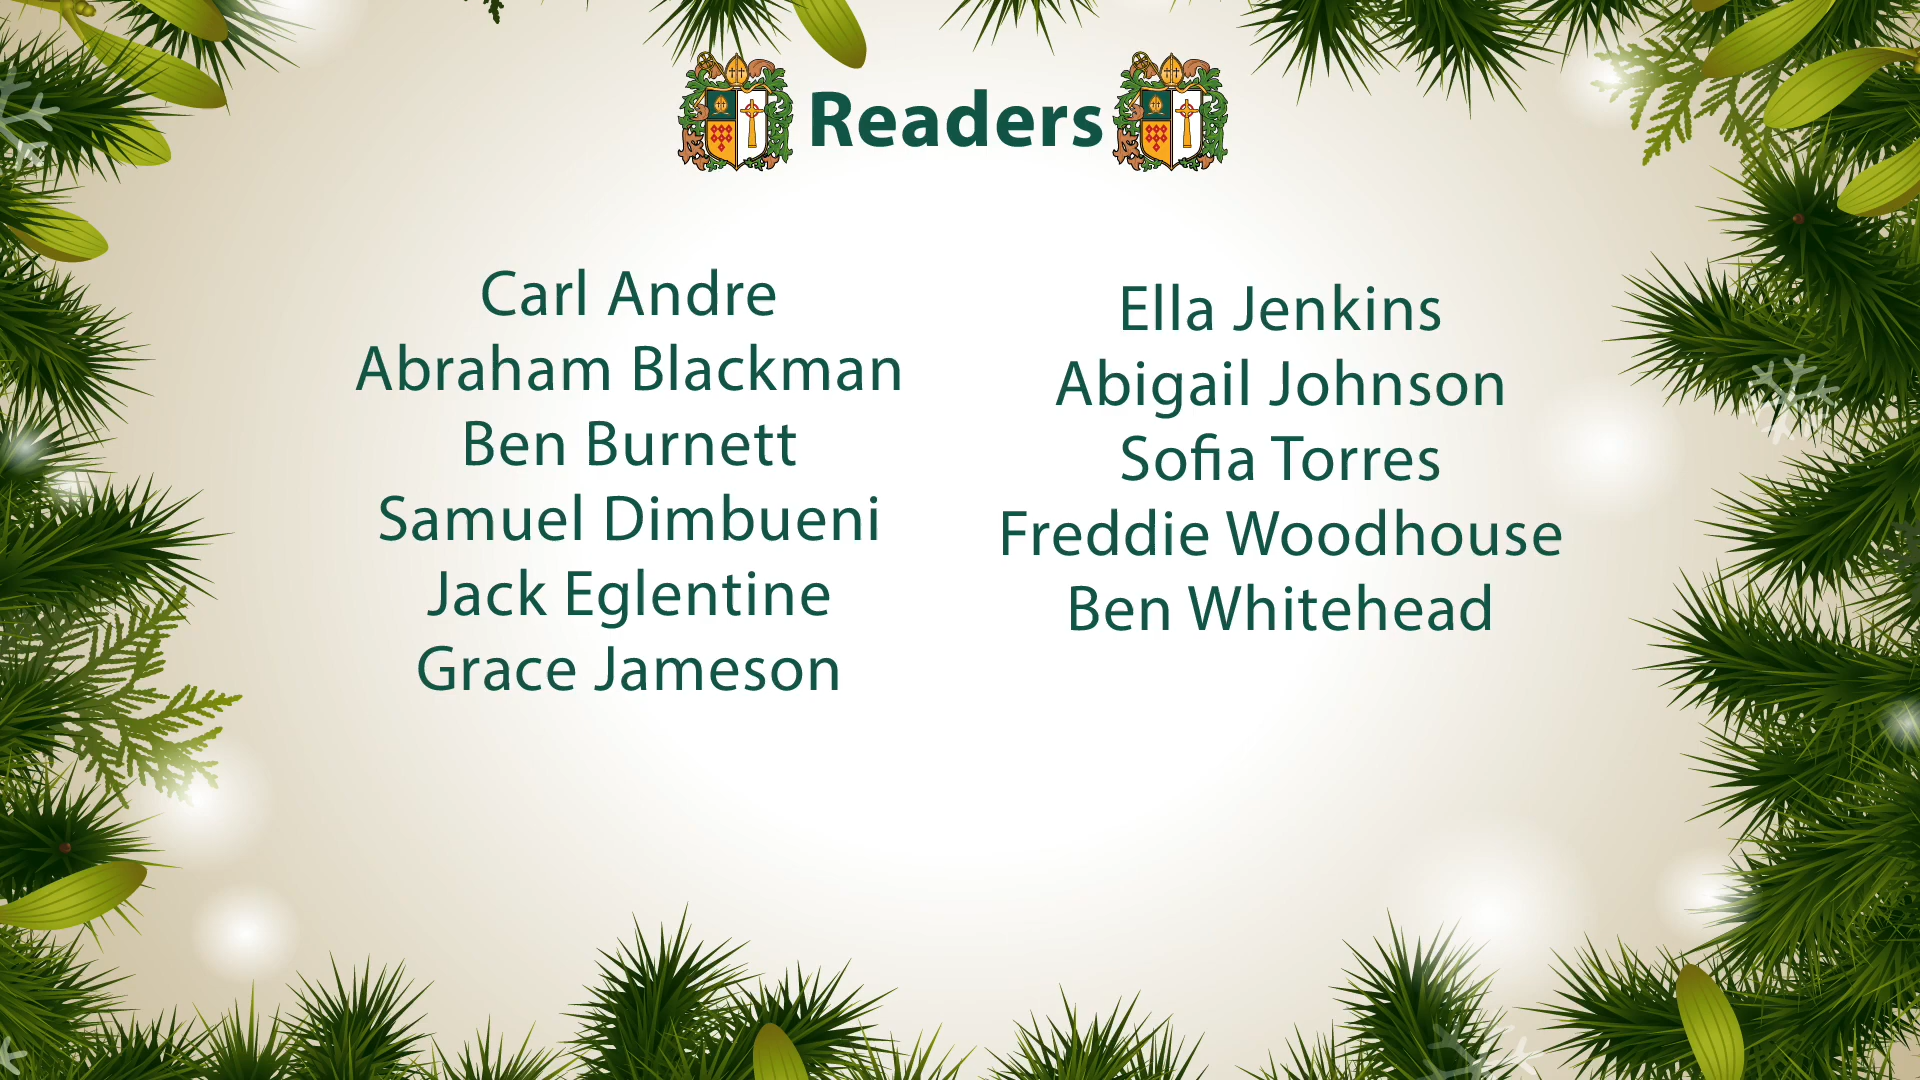 Readers
Carl Andre
Abraham Blackman
Ben Burnett
Samuel Dimbueni
Jack Eglentine
Grace Jameson
Ella Jenkins
Abigail Johnson
Sofia Torres
Freddie Woodhouse
Ben Whitehead